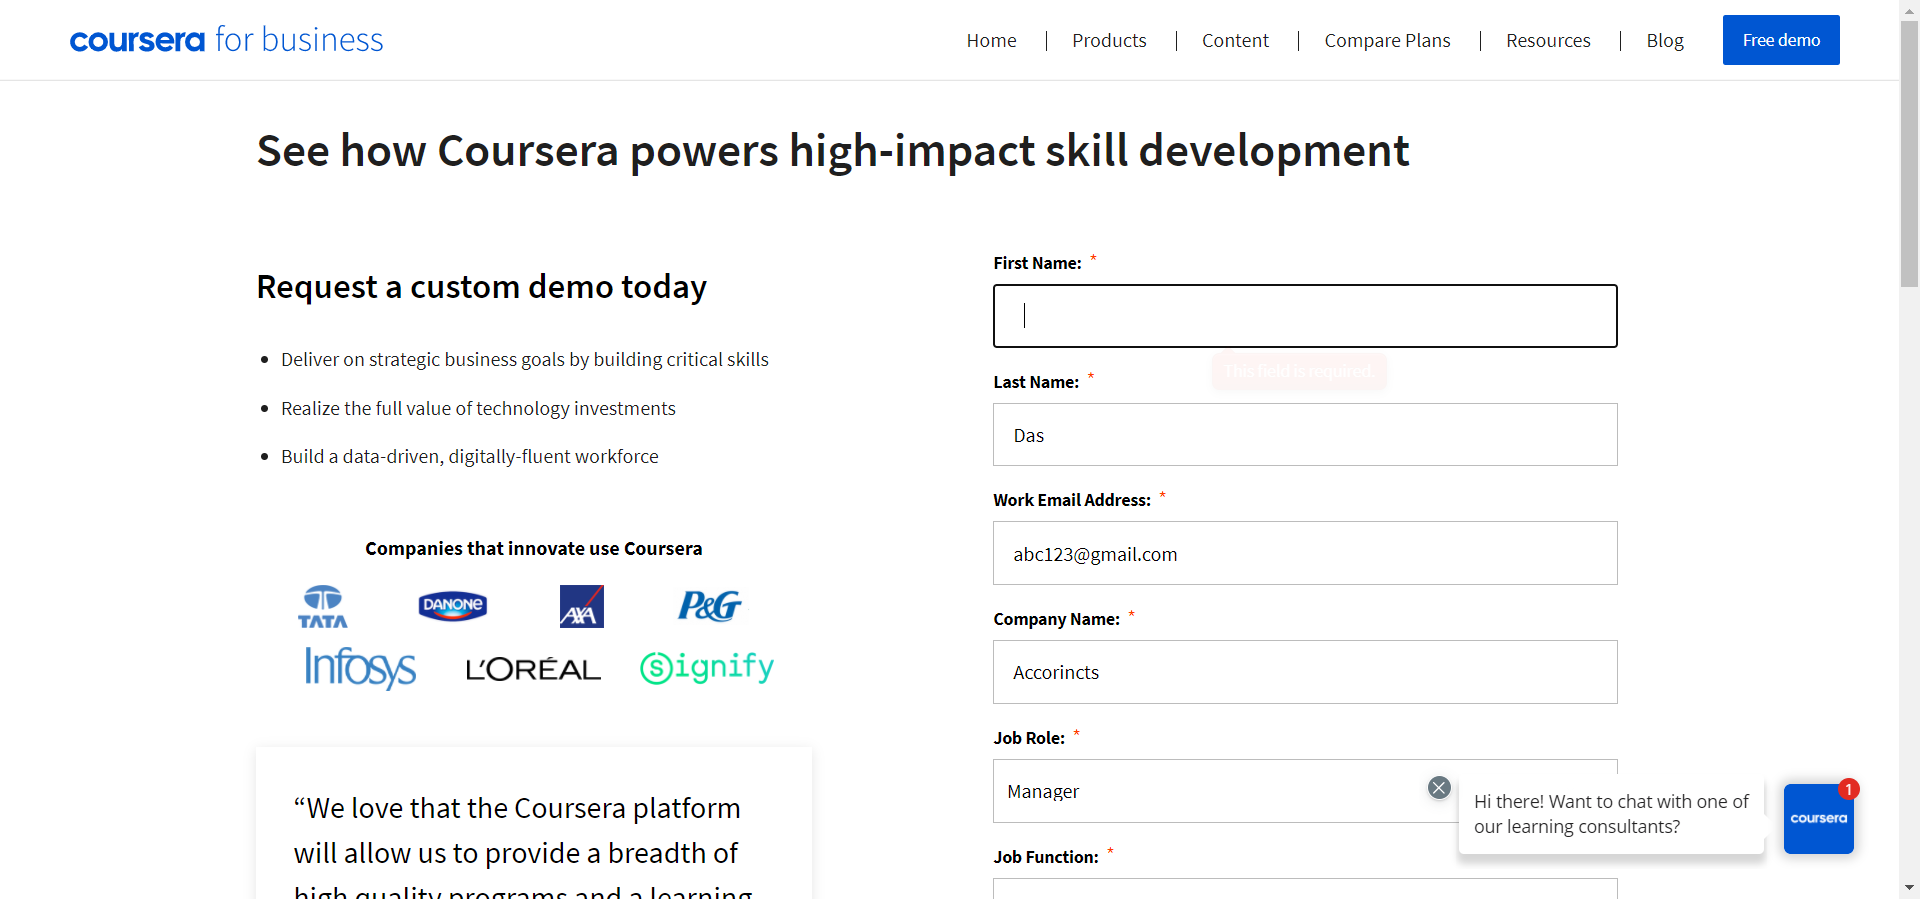 coursera for business
Home
Products
Content
Compare Plans
Resources
Blog
Free demo
See how Coursera powers high-impact skill development
Request a custom demo today
• Deliver on strategic business goals by building critical skills
• Realize the full value of technology investments
• Build a data-driven, digitally-fluent workforce
Companies that innovate use Coursera
TATA
DANONE
AXA
P&G
Infosys
L'ORÉAL
Signify
“We love that the Coursera platform
will allow us to provide a breadth of
high quality programs and a learning
First Name: *
This field is required.
Last Name: *
Das
Work Email Address: *
abc123@gmail.com
Company Name: *
Accorincts
Job Role: *
Manager
Job Function: *
Hi there! Want to chat with one of
our learning consultants?
coursera
1